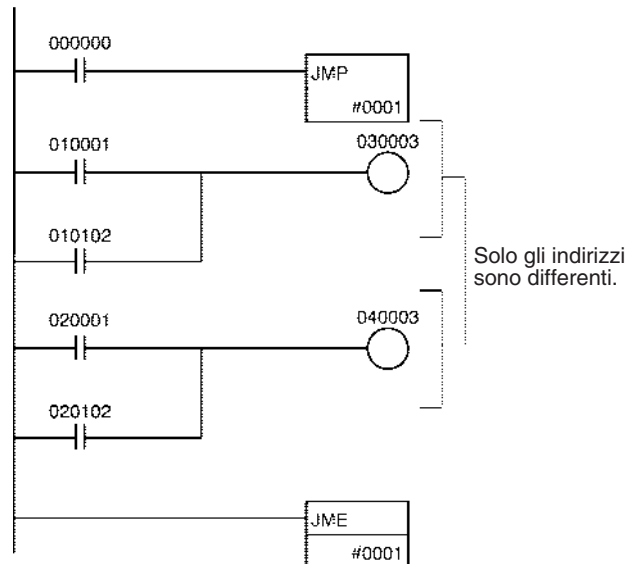 000000
JMP
#0001
010001
030003
010102
Solo gli indirizzi
sono differenti.
020001
040003
020102
JME
#0001